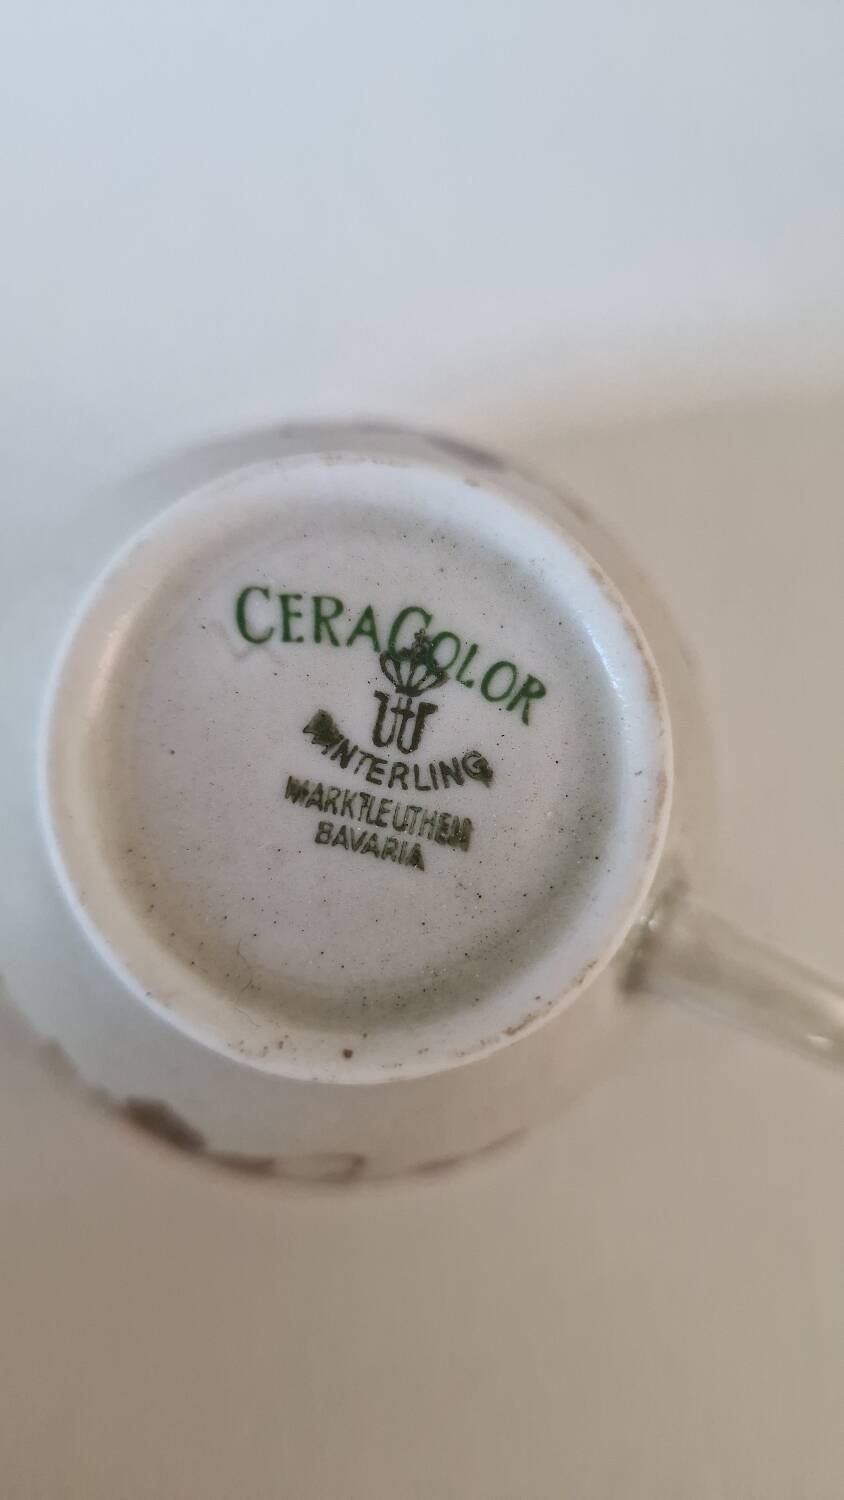 CERACOLOR
WINTERLING
MARKTLEUTHEN
BAVARIA